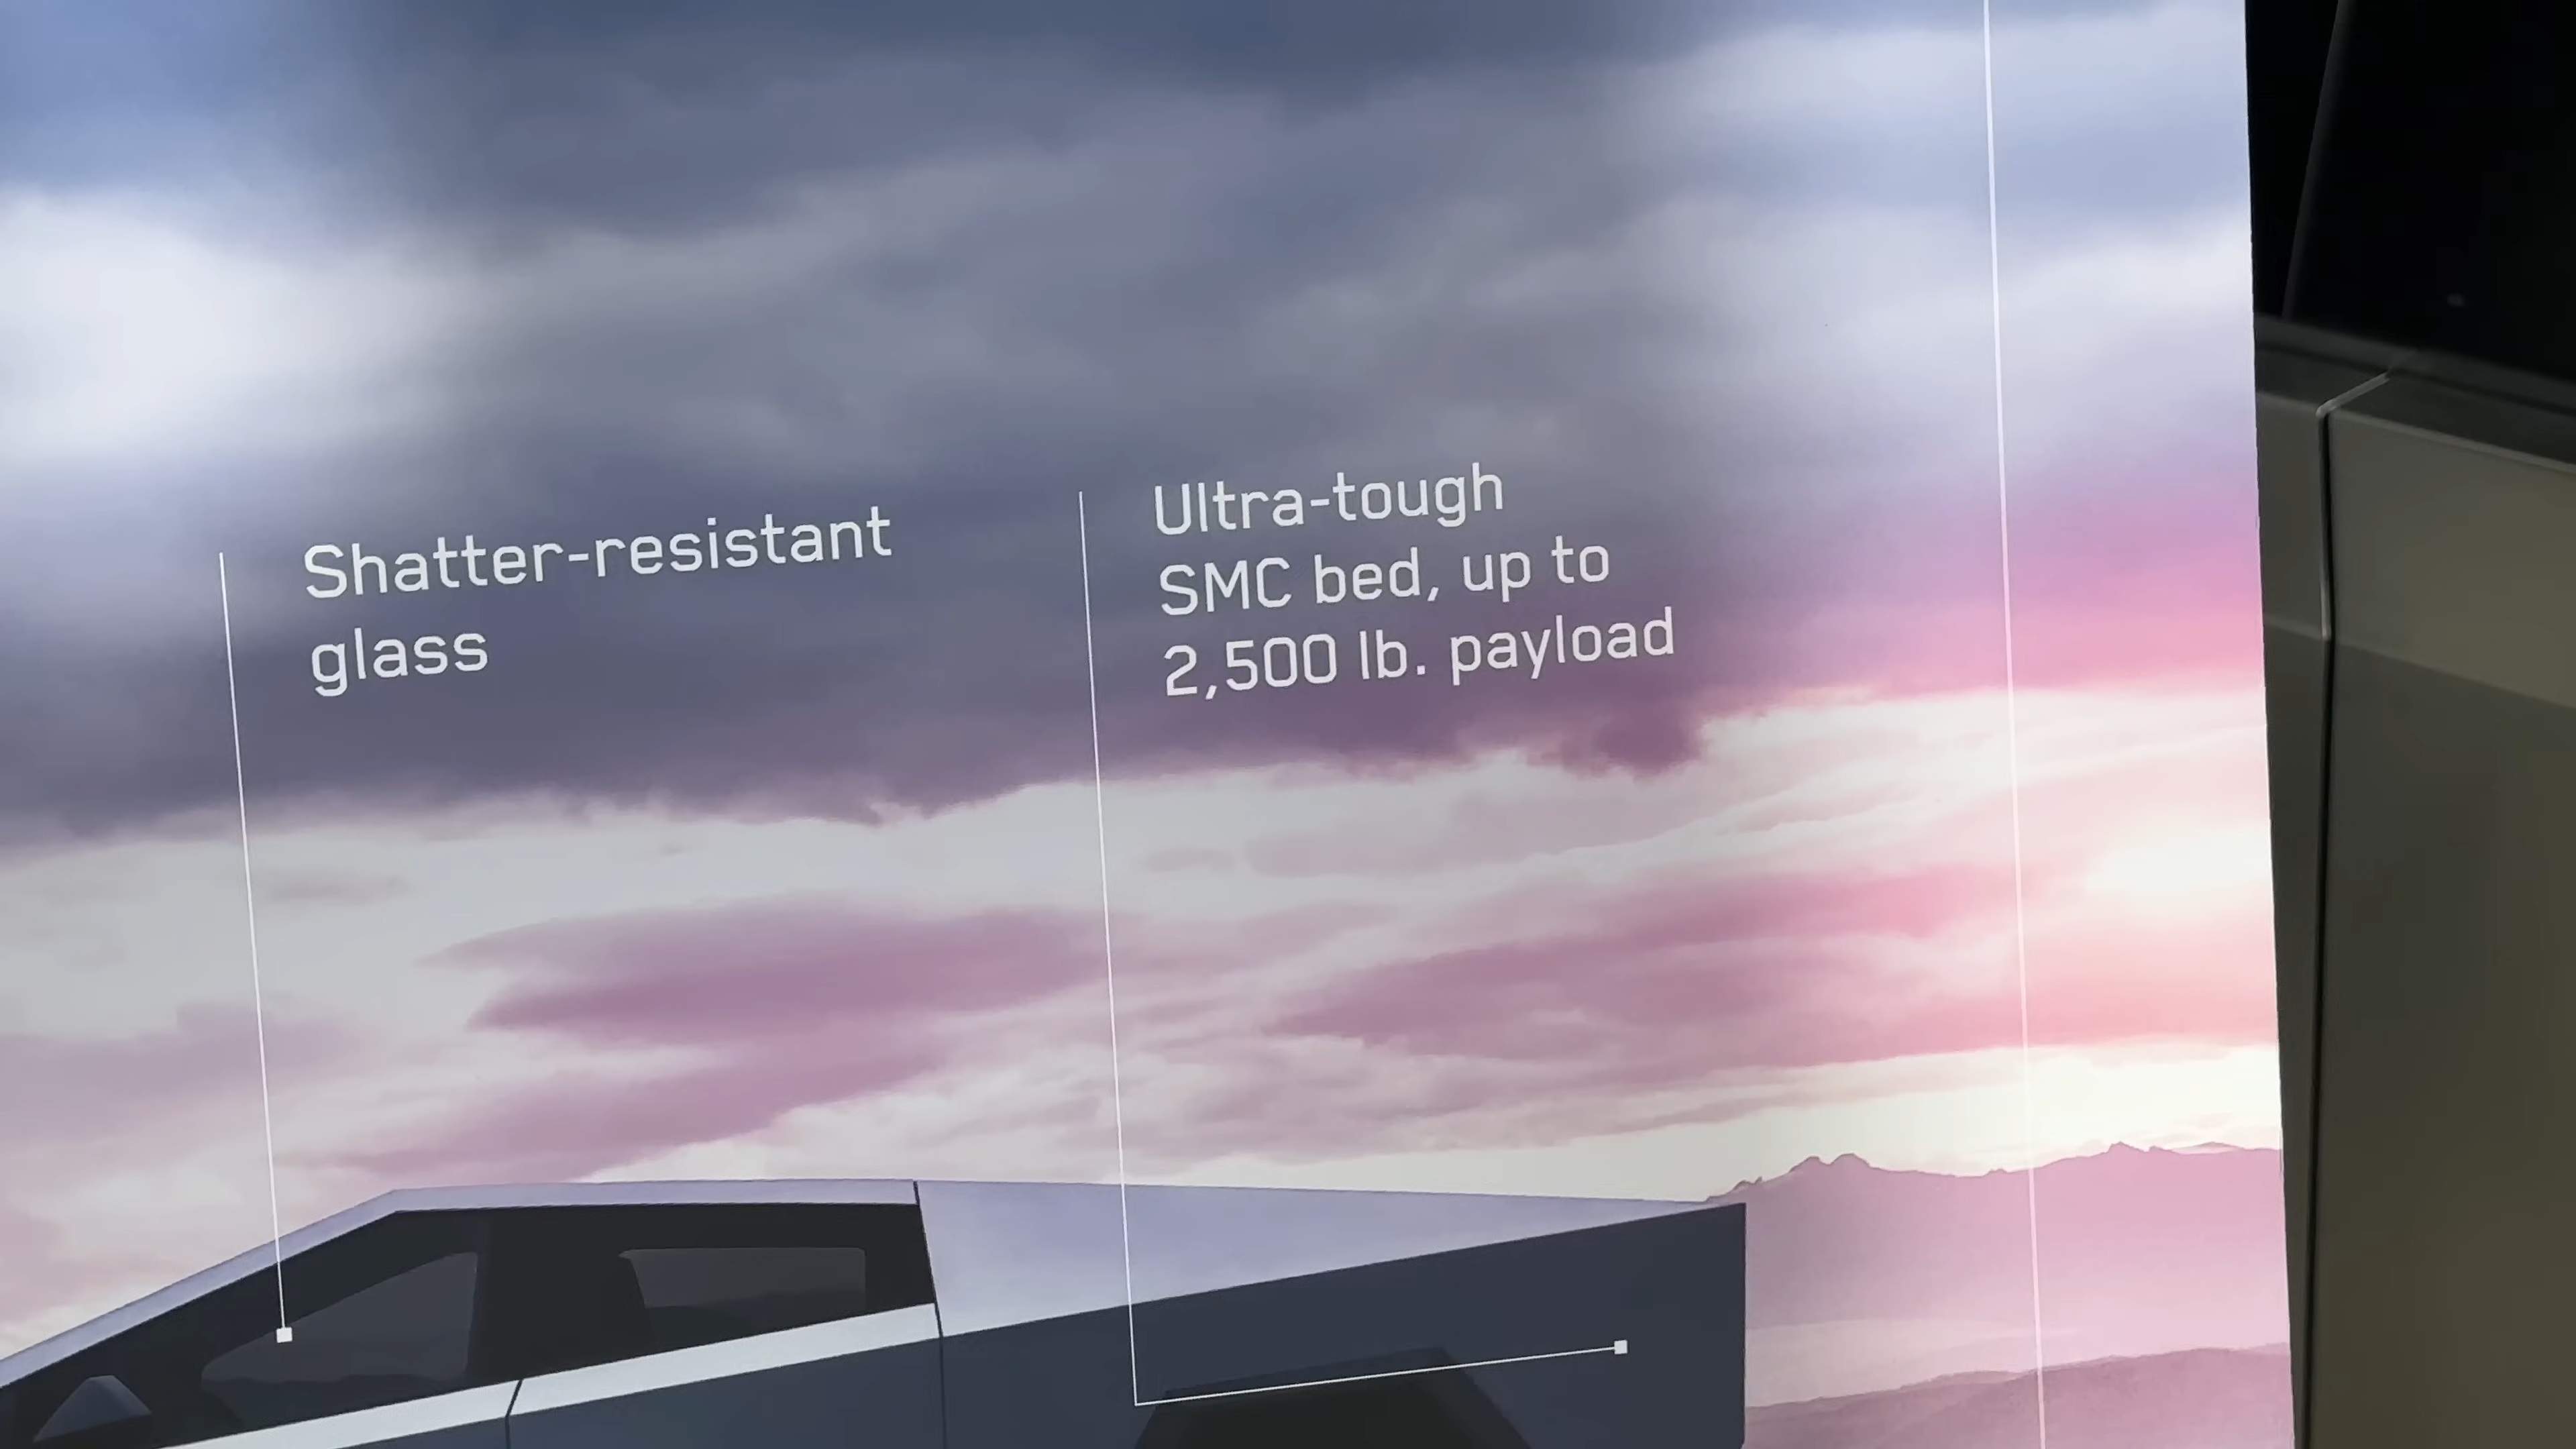 Shatter-resistant
glass
Ultra-tough
SMC bed, up to
2,500 lb. payload